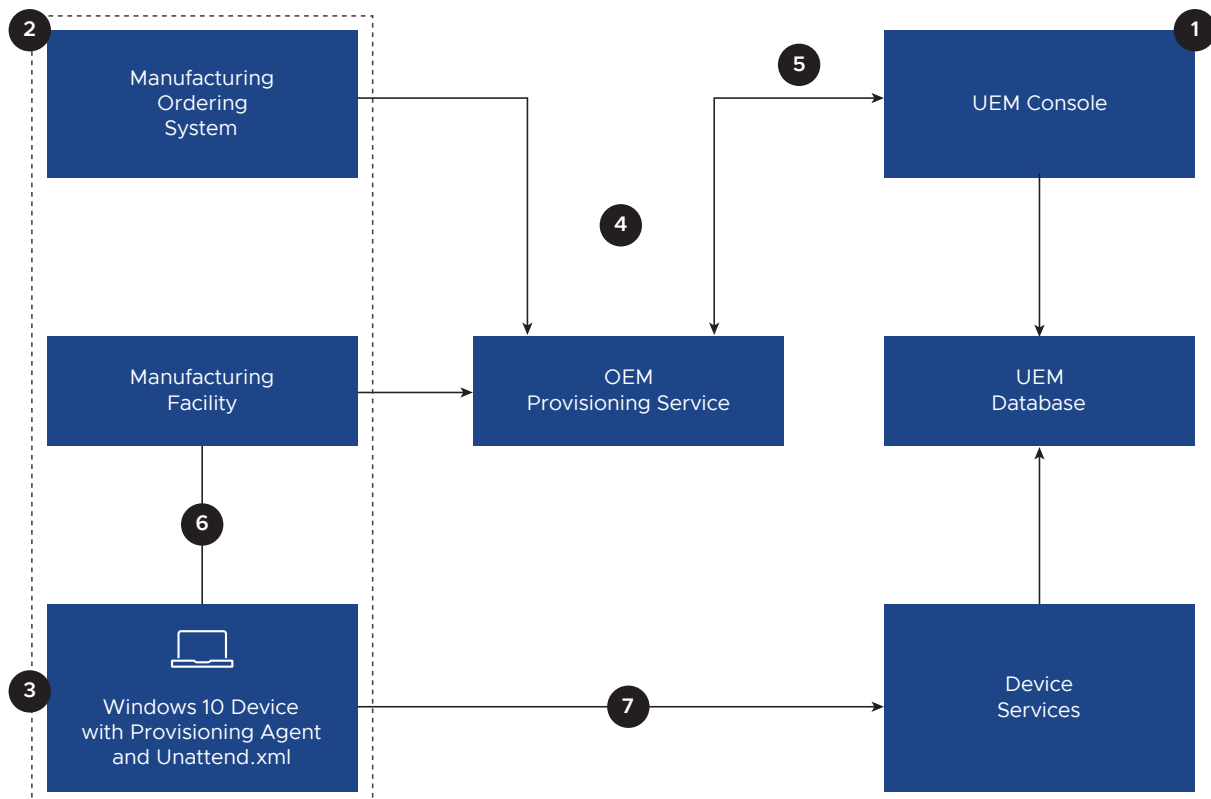 2
Manufacturing
Ordering
System
1
UEM Console
5
4
Manufacturing
Facility
OEM
Provisioning Service
UEM
Database
6
3
Windows 10 Device
with Provisioning Agent
and Unattend.xml
7
Device
Services